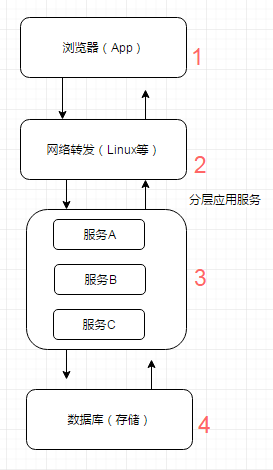 浏览器（App）
1
网络转发（Linux等）
2
分层应用服务
服务A
服务B
3
服务C
数据库（存储）
4